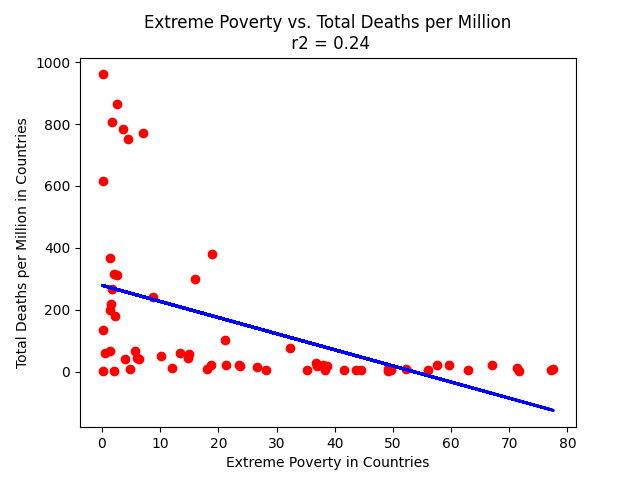 Extreme Poverty vs. Total Deaths per Million
r2 = 0.24
Total Deaths per Million in Countries
1000
800
600
400
200
0
0 10 20 30 40 50 60 70 80
Extreme Poverty in Countries